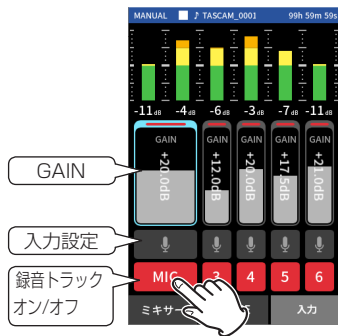 MANUAL ♪ TASCAM_0001 99h 59m 59s
-11dB -4dB -6dB -3dB -7dB -11dB
GAIN GAIN GAIN GAIN GAIN
+20.0dB +12.0dB +20.0dB +17.5dB +21.0dB
GAIN
入力設定
録音トラック
オン/オフ
MIC 3 4 5 6
ミキサー 入力